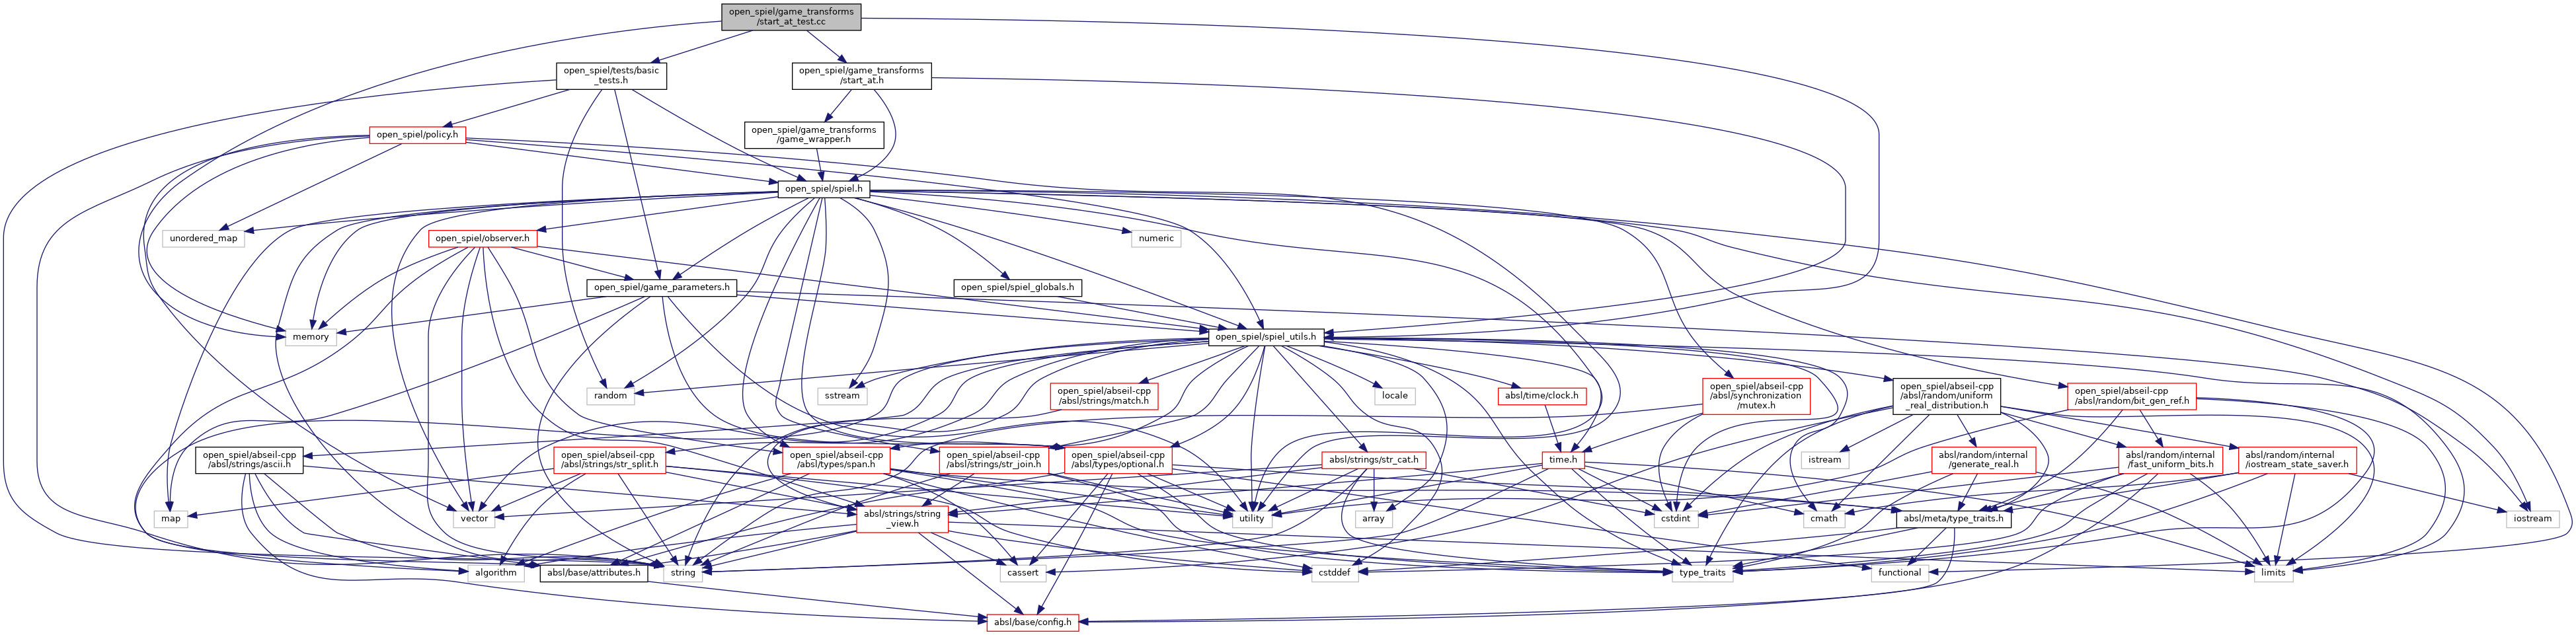 open_spiel/game_transforms
/start_at_test.cc
open_spiel/tests/basic
_tests.h
open_spiel/game_transforms
/start_at.h
open_spiel/policy.h
open_spiel/game_transforms
/game_wrapper.h
open_spiel/spiel.h
unordered_map
open_spiel/observer.h
numeric
open_spiel/game_parameters.h
open_spiel/spiel_globals.h
memory
open_spiel/spiel_utils.h
random
sstream
open_spiel/abseil-cpp
/absl/strings/match.h
locale
absl/time/clock.h
open_spiel/abseil-cpp
/absl/synchronization
/mutex.h
open_spiel/abseil-cpp
/absl/random/uniform
_real_distribution.h
open_spiel/abseil-cpp
/absl/random/bit_gen_ref.h
open_spiel/abseil-cpp
/absl/strings/ascii.h
open_spiel/abseil-cpp
/absl/strings/str_split.h
open_spiel/abseil-cpp
/absl/types/span.h
open_spiel/abseil-cpp
/absl/strings/str_join.h
open_spiel/abseil-cpp
/absl/types/optional.h
absl/strings/str_cat.h
time.h
istream
absl/random/internal
/generate_real.h
absl/random/internal
/fast_uniform_bits.h
absl/random/internal
/iostream_state_saver.h
map
vector
absl/strings/string
_view.h
utility
array
cstdint
cmath
absl/meta/type_traits.h
iostream
algorithm
absl/base/attributes.h
string
cassert
cstddef
type_traits
functional
limits
absl/base/config.h